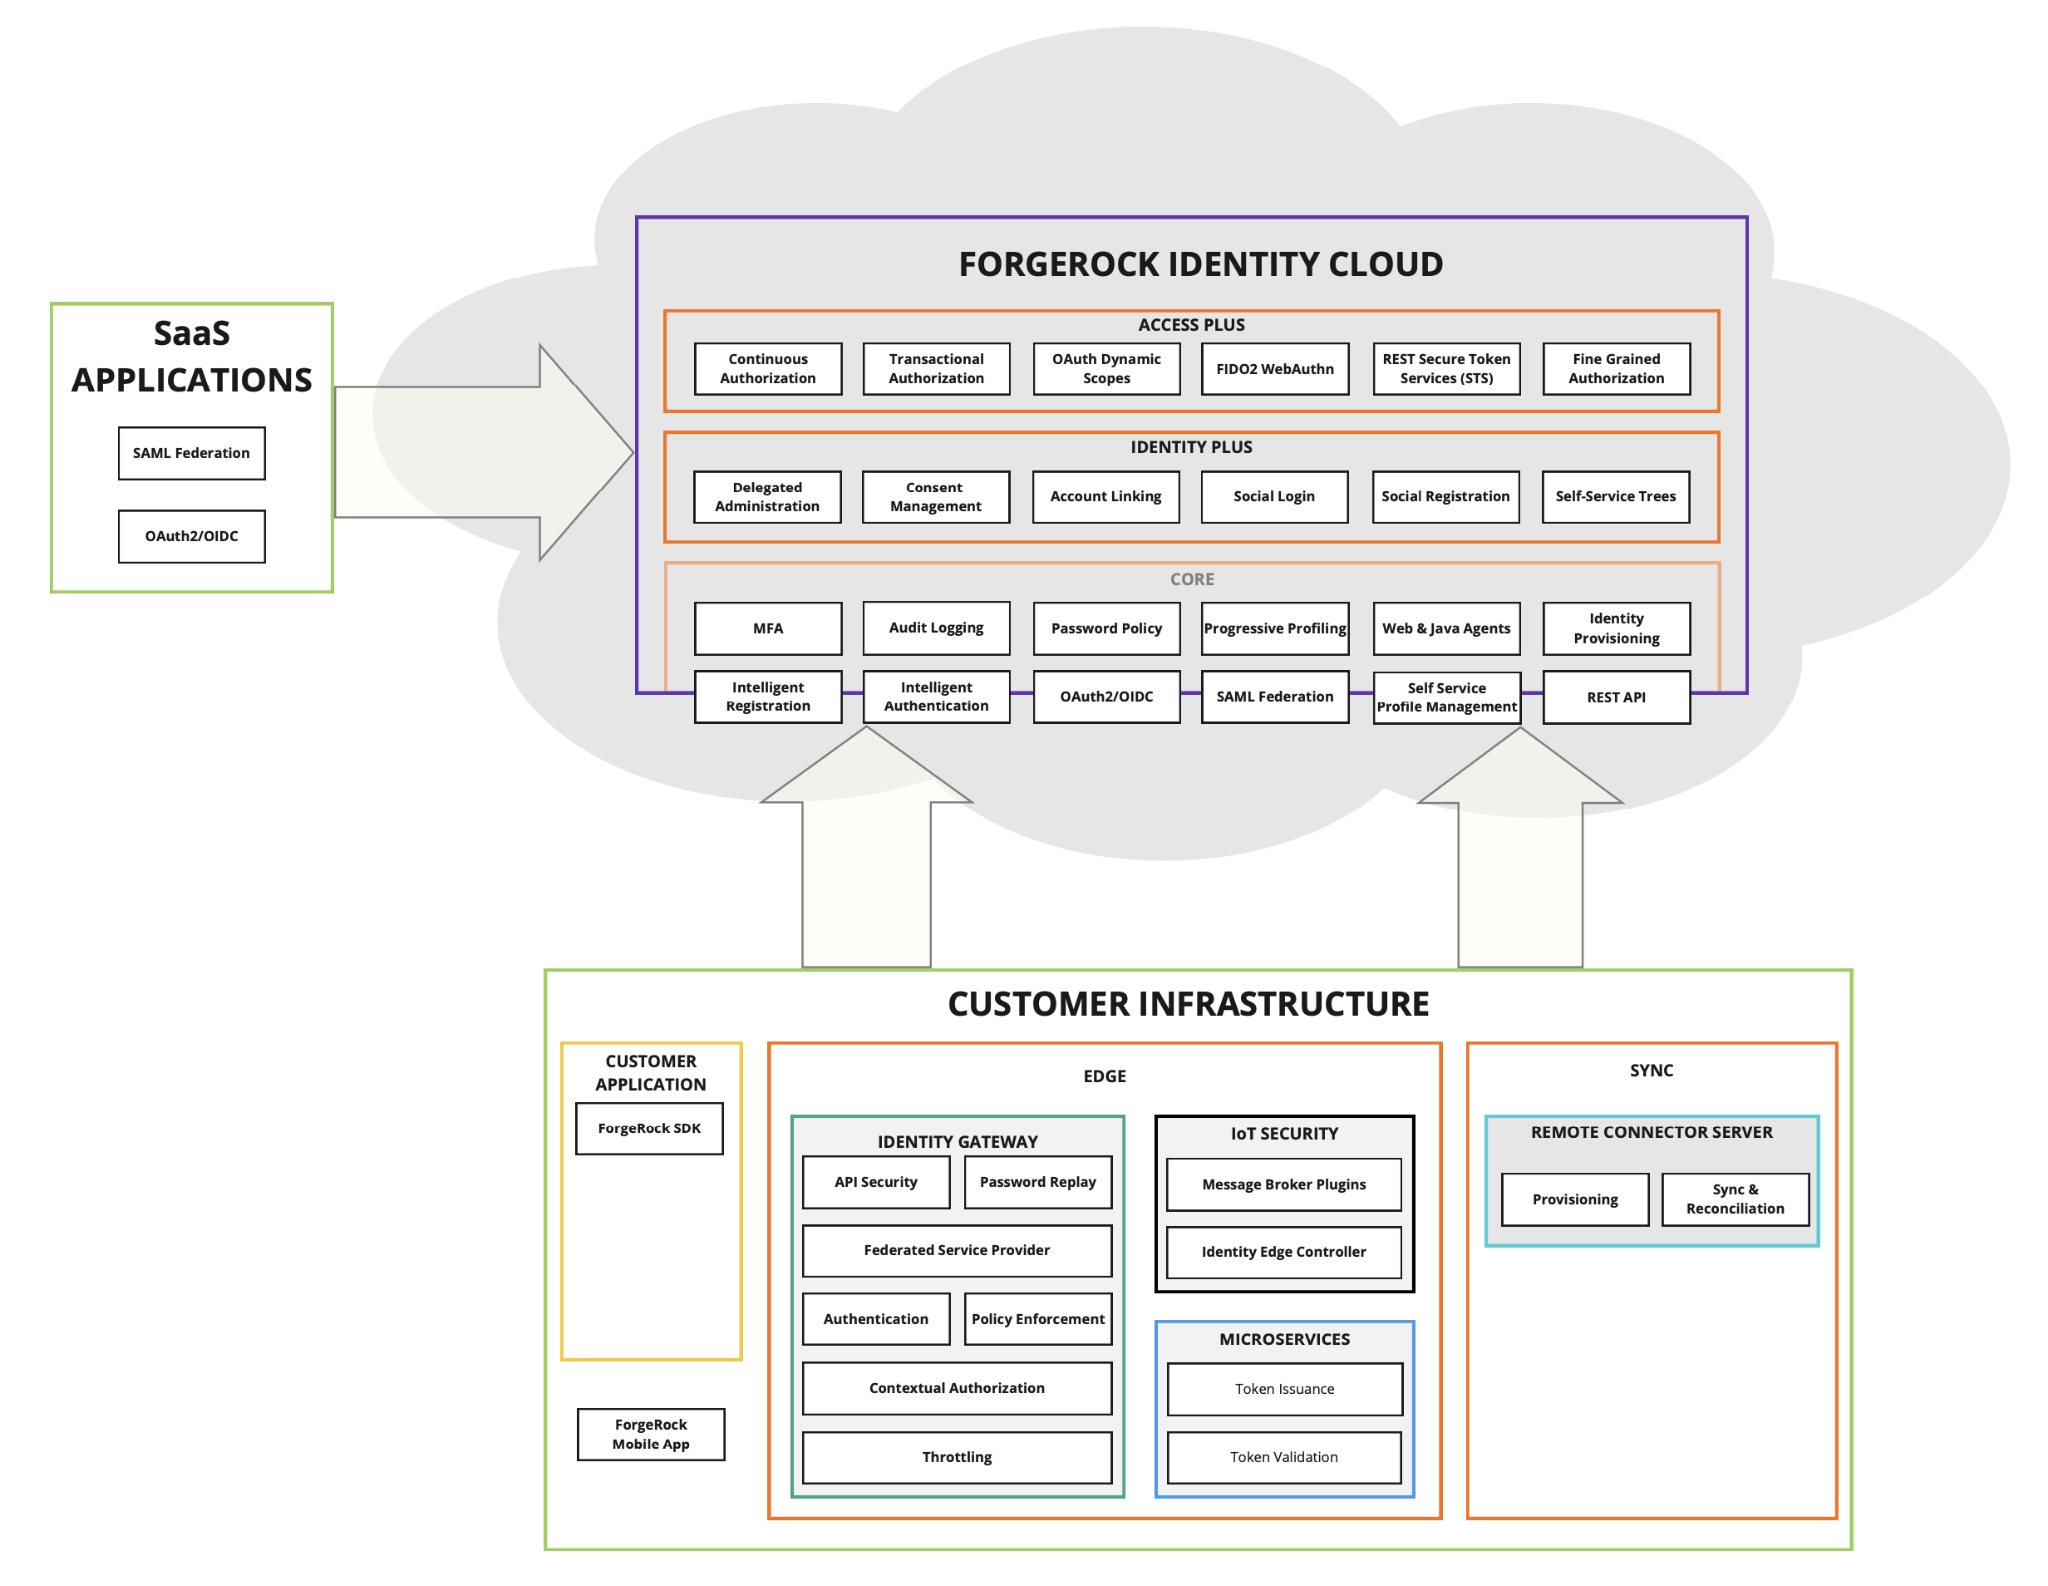 FORGEROCK IDENTITY CLOUD
ACCESS PLUS
Continuous
Authorization
Transactional
Authorization
OAuth Dynamic
Scopes
FIDO2 WebAuthn
REST Secure Token
Services (STS)
Fine Grained
Authorization
IDENTITY PLUS
Delegated
Administration
Consent
Management
Account Linking
Social Login
Social Registration
Self-Service Trees
CORE
MFA
Audit Logging
Password Policy
Progressive Profiling
Web & Java Agents
Identity
Provisioning
Intelligent
Registration
Intelligent
Authentication
OAuth2/OIDC
SAML Federation
Self Service
Profile Management
REST API
SaaS
APPLICATIONS
SAML Federation
OAuth2/OIDC
CUSTOMER INFRASTRUCTURE
CUSTOMER
APPLICATION
ForgeRock SDK
ForgeRock
Mobile App
EDGE
IDENTITY GATEWAY
API Security
Password Replay
Federated Service Provider
Authentication
Policy Enforcement
Contextual Authorization
Throttling
IoT SECURITY
Message Broker Plugins
Identity Edge Controller
MICROSERVICES
Token Issuance
Token Validation
SYNC
REMOTE CONNECTOR SERVER
Provisioning
Sync &
Reconciliation